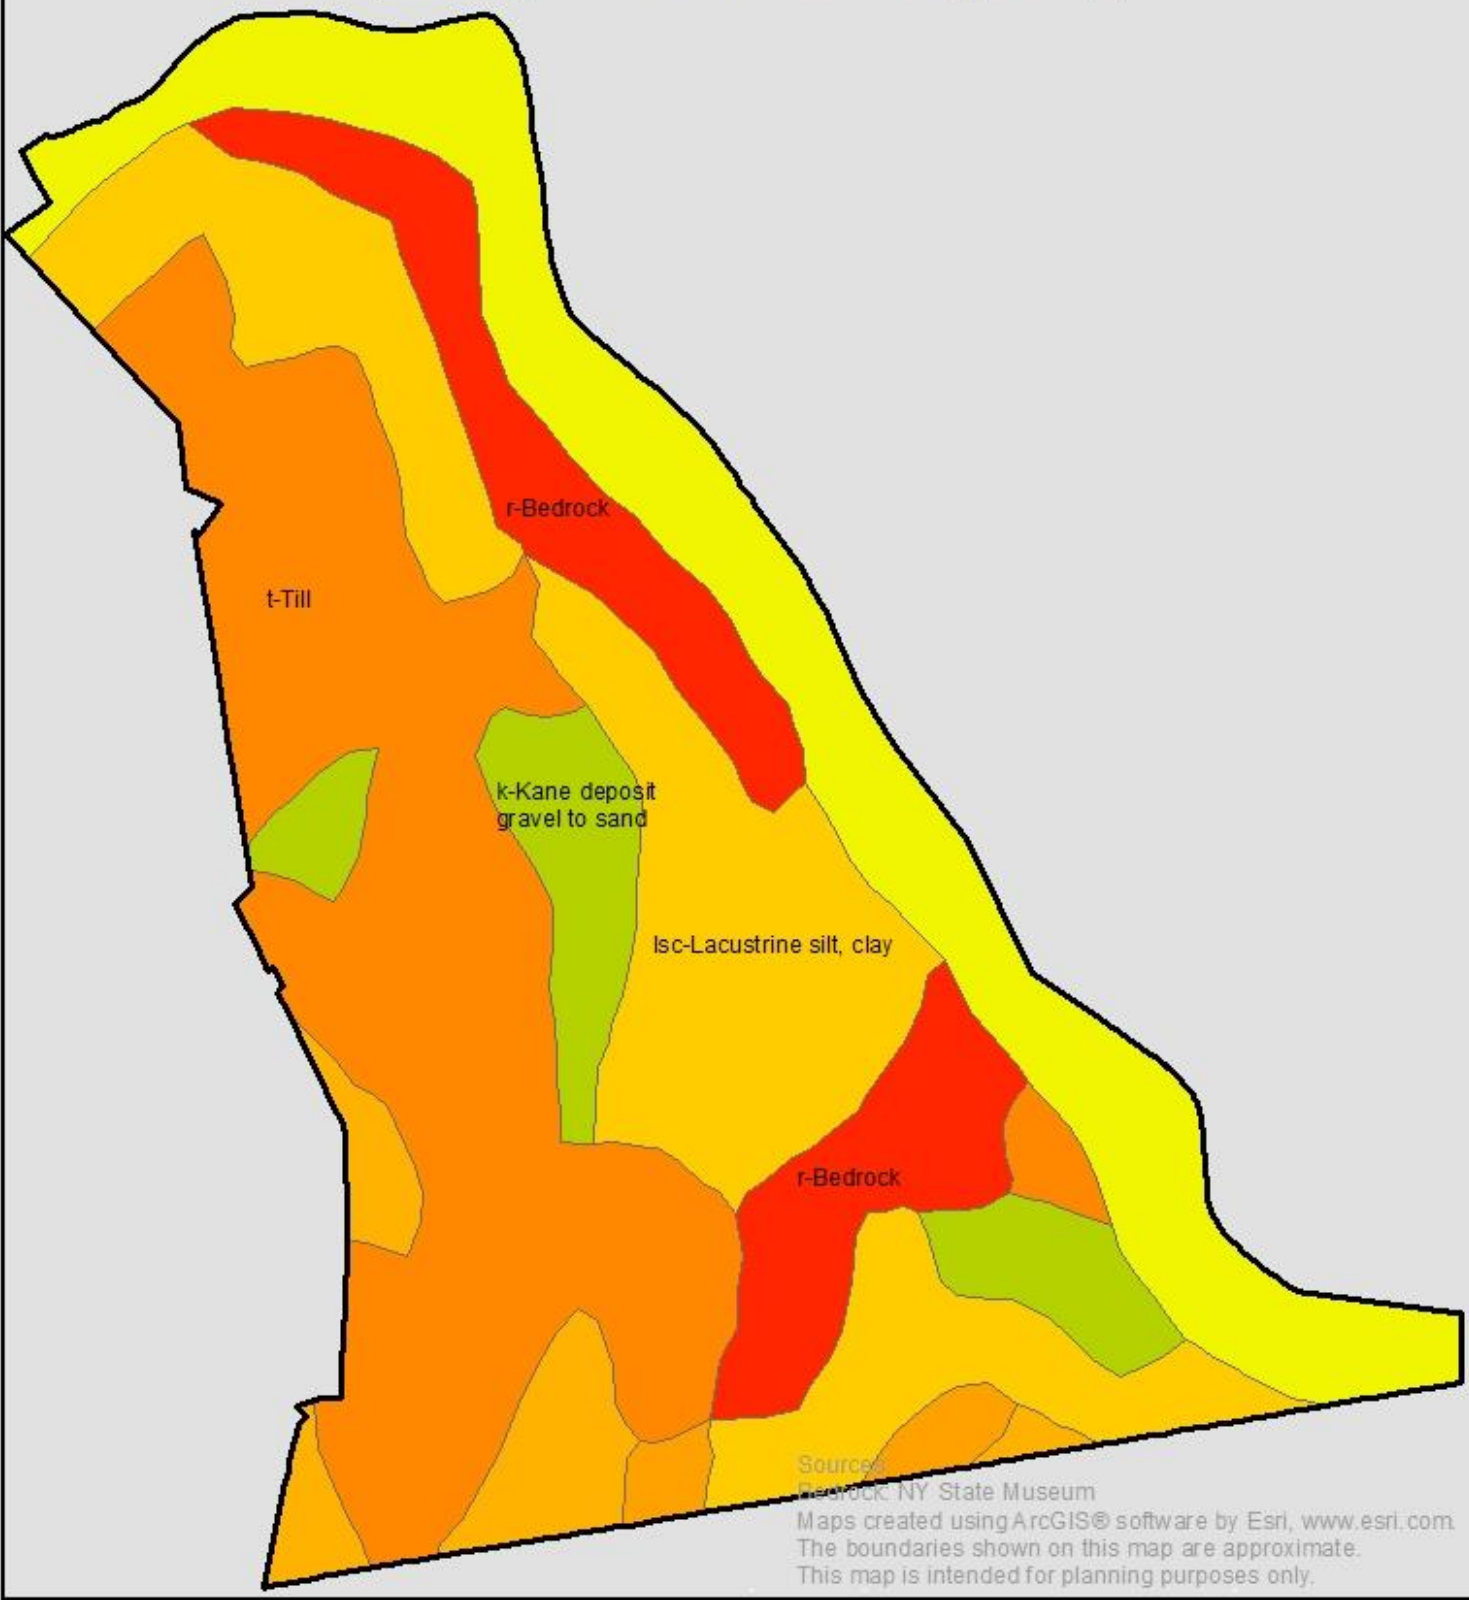 r-Bedrock
t-Till
k-Kane deposit
gravel to sand
lsc-Lacustrine silt, clay
r-Bedrock
Sources
Bedrock: NY State Museum
Maps created using ArcGIS® software by Esri, www.esri.com.
The boundaries shown on this map are approximate.
This map is intended for planning purposes only.